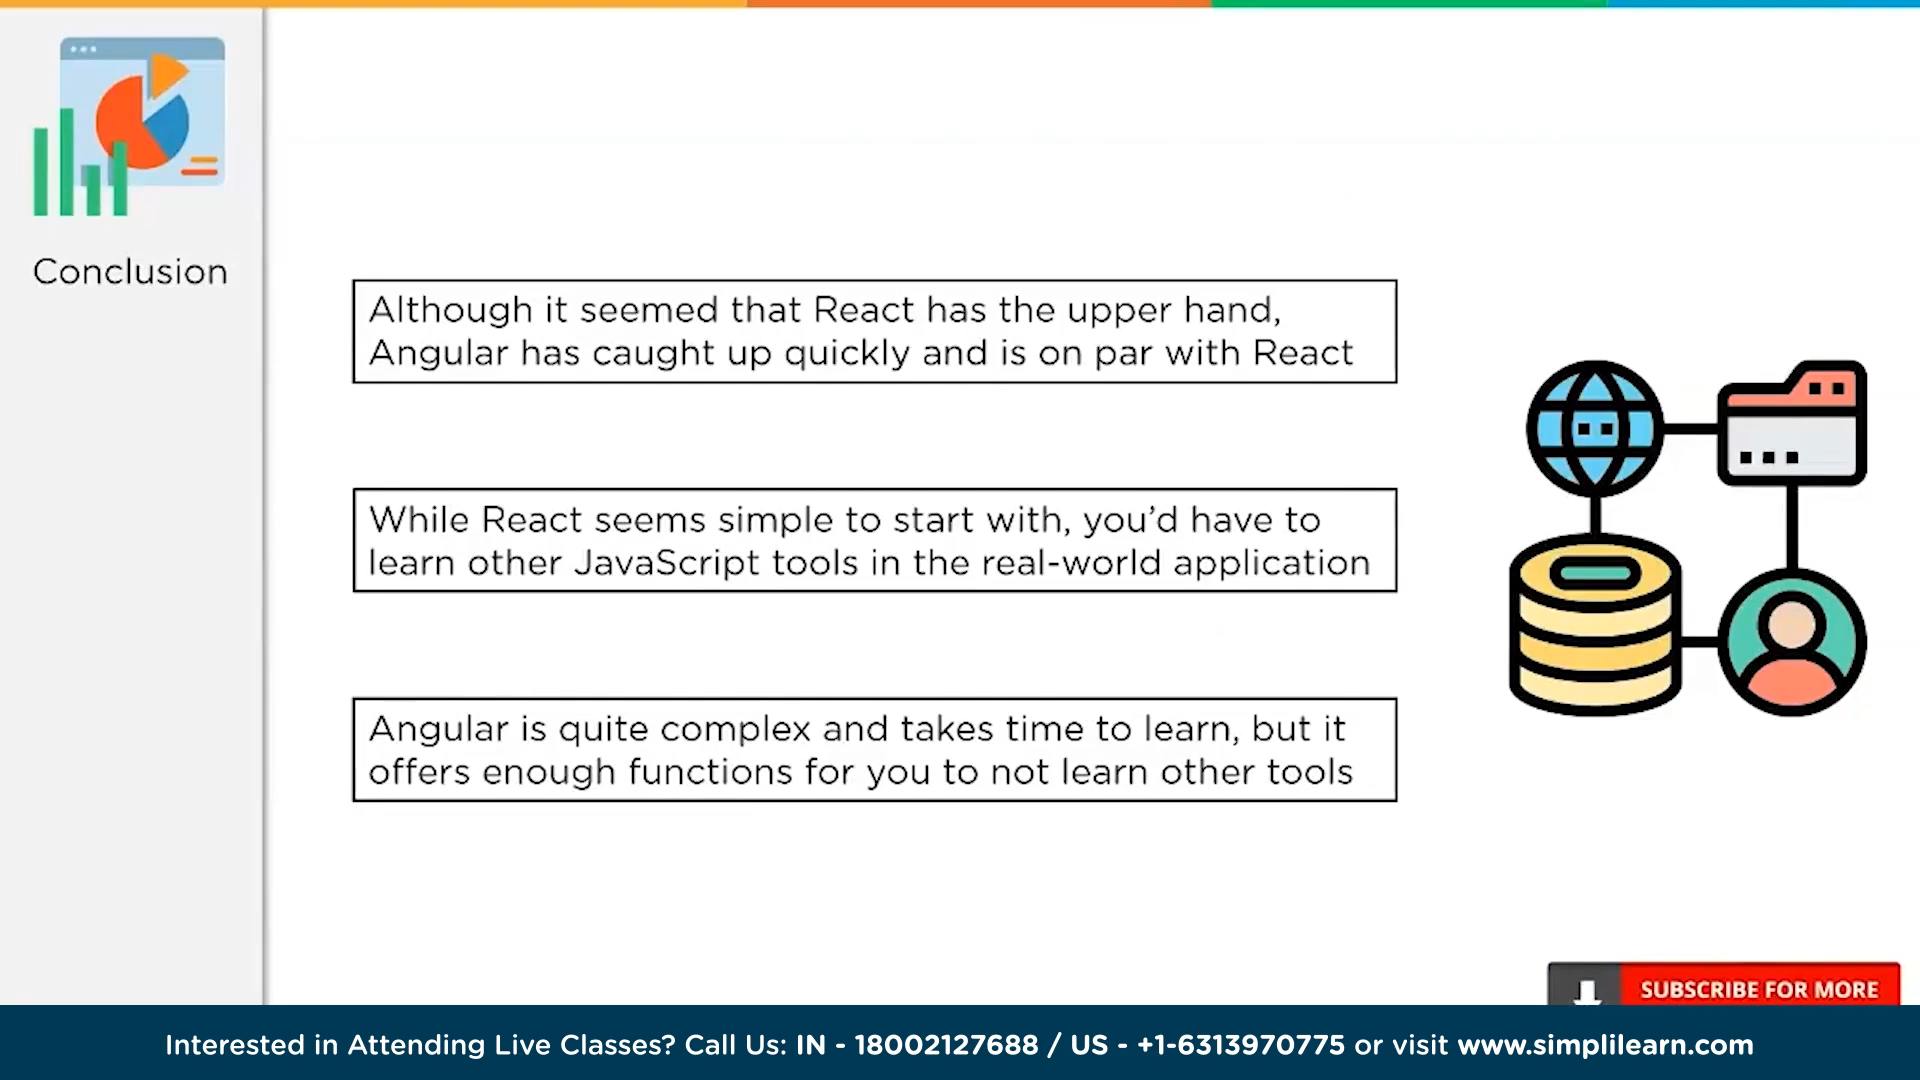 Conclusion
Although it seemed that React has the upper hand,
Angular has caught up quickly and is on par with React
While React seems simple to start with, you’d have to
learn other JavaScript tools in the real-world application
Angular is quite complex and takes time to learn, but it
offers enough functions for you to not learn other tools
SUBSCRIBE FOR MORE
Interested in Attending Live Classes? Call Us: IN - 18002127688 / US - +1-6313970775 or visit www.simplilearn.com